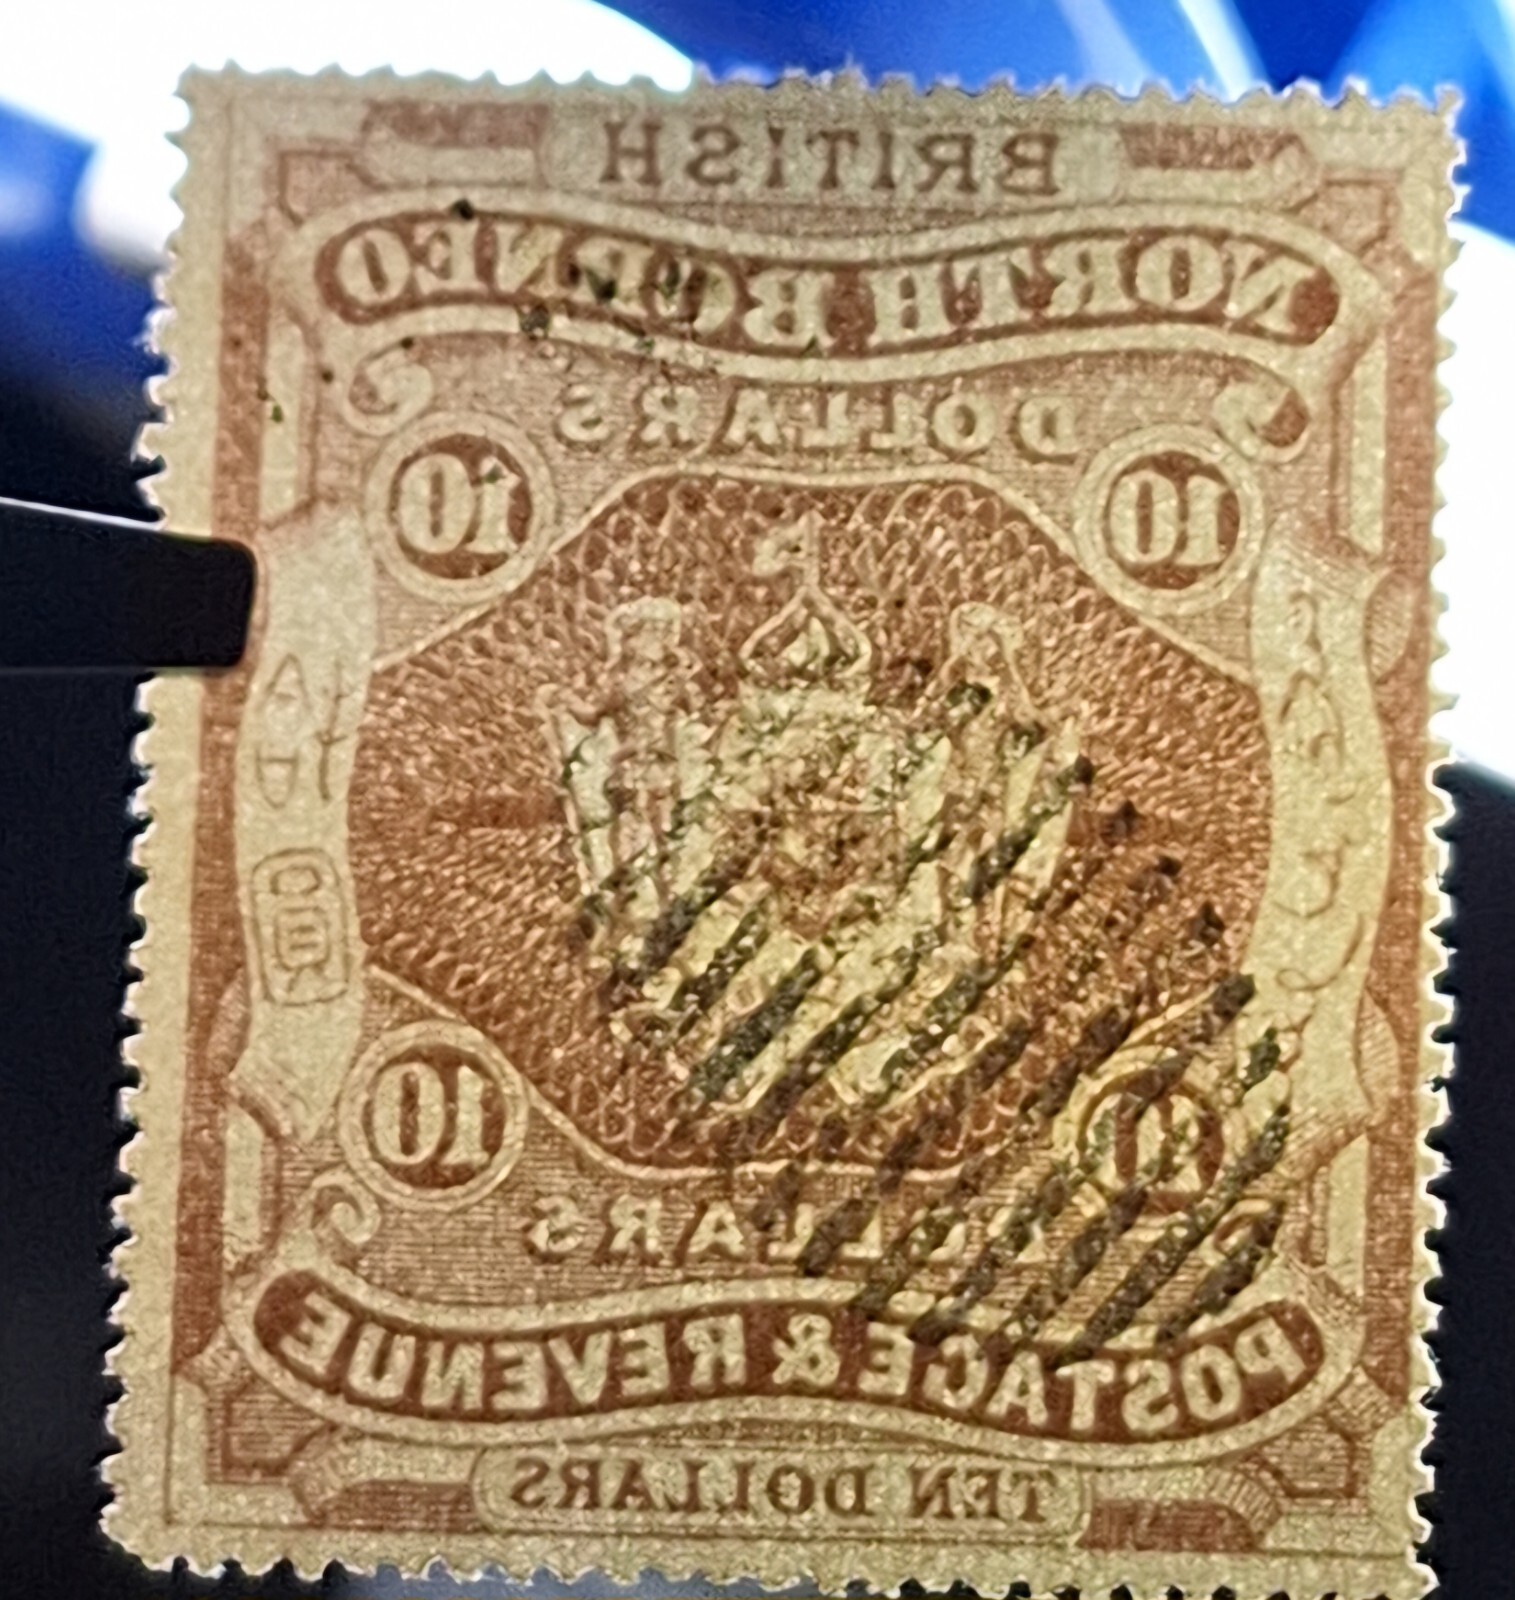 BRITISH
NORTH BORNEO
DOLLARS
10 10
10 10
DOLLARS
POSTAGE & REVENUE
TEN DOLLARS